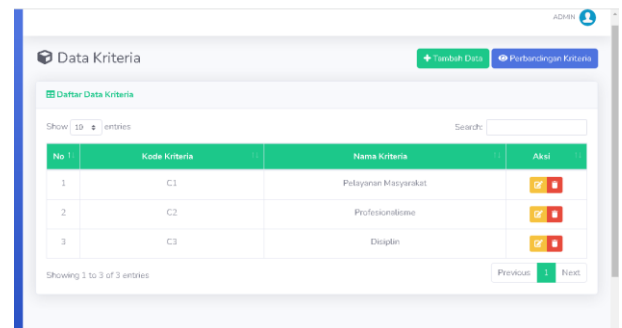 ADMIN
Data Kriteria
Tambah Data
Perbandingan Kriteria
Daftar Data Kriteria
Show 10 entries
Search:
No Kode Kriteria Nama Kriteria Aksi
1 C1 Pelayanan Masyarakat
2 C2 Profesionalisme
3 C3 Disiplin
Showing 1 to 3 of 3 entries
Previous 1 Next